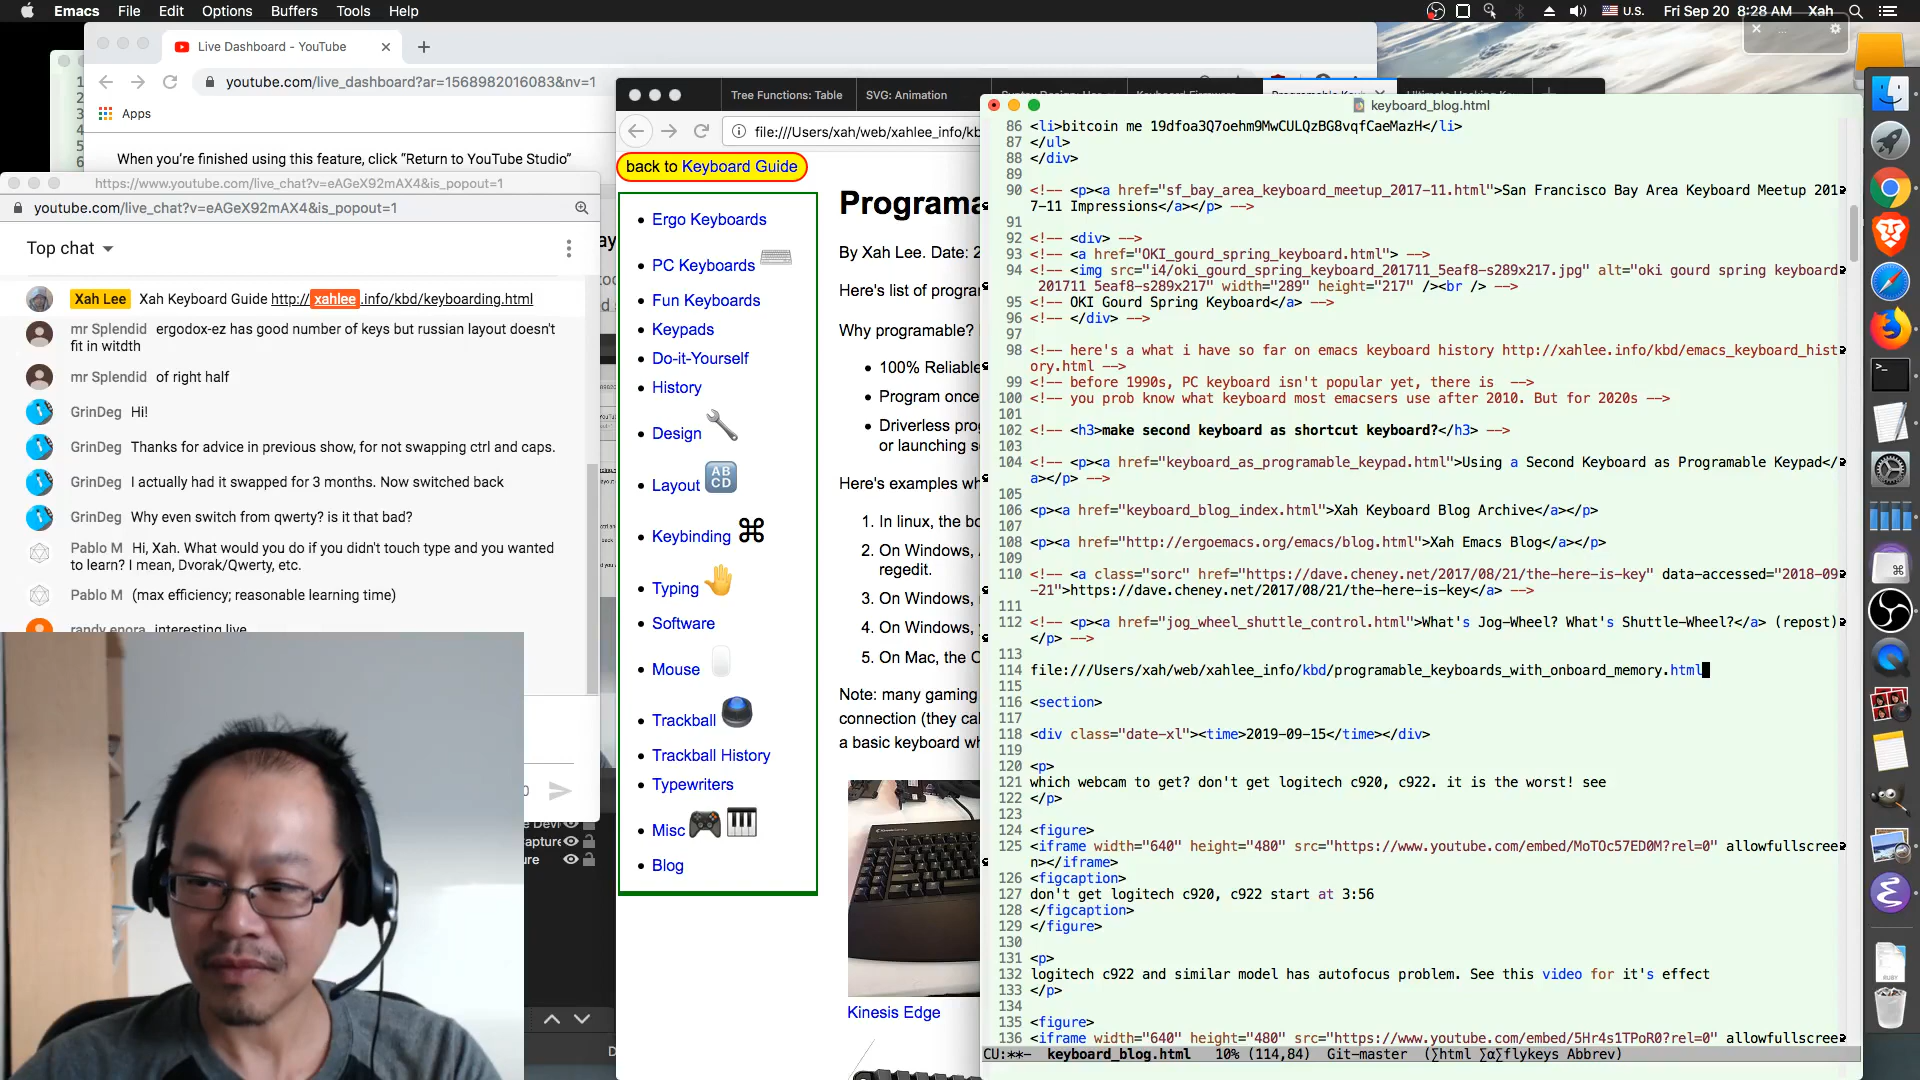 Emacs File Edit Options Buffers Tools Help
U.S. Fri Sep 20 8:28 AM Xah
Live Dashboard - YouTube
youtube.com/live_dashboard?ar=1568982016083&nv=1
Apps
When you're finished using this feature, click “Return to YouTube Studio”
https://www.youtube.com/live_chat?v=eAGeX92mAX4&is_popout=1
youtube.com/live_chat?v=eAGeX92mAX4&is_popout=1
Top chat
Xah Lee Xah Keyboard Guide http://xahlee.info/kbd/keyboarding.html
mr Splendid ergodox-ez has good number of keys but russian layout doesn't
fit in witdth
mr Splendid of right half
GrinDeg Hi!
GrinDeg Thanks for advice in previous show, for not swapping ctrl and caps.
GrinDeg I actually had it swapped for 3 months. Now switched back
GrinDeg Why even switch from qwerty? is it that bad?
Pablo M Hi, Xah. What would you do if you didn't touch type and you wanted
to learn? I mean, Dvorak/Qwerty, etc.
Pablo M (max efficiency; reasonable learning time)
randy enora interesting live
Tree Functions: Table SVG: Animation
file:///Users/xah/web/xahlee_info/kb
back to Keyboard Guide
Ergo Keyboards
PC Keyboards
Fun Keyboards
Keypads
Do-it-Yourself
History
Design
Layout
Keybinding
Typing
Software
Mouse
Trackball
Trackball History
Typewriters
Misc
Blog
Programa
By Xah Lee. Date: 2
Here's list of progran
Why programable?
100% Reliable
Program once
Driverless pro
or launching s
Here's examples wh
1. In linux, the bo
2. On Windows,
regedit.
3. On Windows,
4. On Windows,
5. On Mac, the C
Note: many gaming
connection (they cal
a basic keyboard wh
Kinesis Edge
keyboard_blog.html
86 <li>bitcoin me 19dfoa3Q7oehm9MwCULQzBG8vqfCaeMazH</li>
87 </ul>
88 </div>
89
90 <!-- <p><a href="sf_bay_area_keyboard_meetup_2017-11.html">San Francisco Bay Area Keyboard Meetup 201
7-11 Impressions</a></p> -->
91
92 <!-- <div> -->
93 <!-- <a href="OKI_gourd_spring_keyboard.html"> -->
94 <!-- <img src="i4/oki_gourd_spring_keyboard_201711_5eaf8-s289x217.jpg" alt="oki gourd spring keyboard
201711 5eaf8-s289x217" width="289" height="217" /><br /> -->
95 <!-- OKI Gourd Spring Keyboard</a> -->
96 <!-- </div> -->
97
98 <!-- here's a what i have so far on emacs keyboard history http://xahlee.info/kbd/emacs_keyboard_hist
ory.html -->
99 <!-- before 1990s, PC keyboard isn't popular yet, there is -->
100 <!-- you prob know what keyboard most emacsers use after 2010. But for 2020s -->
101
102 <!-- <h3>make second keyboard as shortcut keyboard?</h3> -->
103
104 <!-- <p><a href="keyboard_as_programable_keypad.html">Using a Second Keyboard as Programable Keypad</
a></p> -->
105
106 <p><a href="keyboard_blog_index.html">Xah Keyboard Blog Archive</a></p>
107
108 <p><a href="http://ergoemacs.org/emacs/blog.html">Xah Emacs Blog</a></p>
109
110 <!-- <a class="sorc" href="https://dave.cheney.net/2017/08/21/the-here-is-key" data-accessed="2018-09
-21">https://dave.cheney.net/2017/08/21/the-here-is-key</a> -->
111
112 <!-- <p><a href="jog_wheel_shuttle_control.html">What's Jog-Wheel? What's Shuttle-Wheel?</a> (repost)
</p> -->
113
114 file:///Users/xah/web/xahlee_info/kbd/programable_keyboards_with_onboard_memory.html
115
116 <section>
117
118 <div class="date-xl"><time>2019-09-15</time></div>
119
120 <p>
121 which webcam to get? don't get logitech c920, c922. it is the worst! see
122 </p>
123
124 <figure>
125 <iframe width="640" height="480" src="https://www.youtube.com/embed/MoTOc57ED0M?rel=0" allowfullscree
n></iframe>
126 <figcaption>
127 don't get logitech c920, c922 start at 3:56
128 </figcaption>
129 </figure>
130
131 <p>
132 logitech c922 and similar model has autofocus problem. See this video for it's effect
133 </p>
134
135 <figure>
136 <iframe width="640" height="480" src="https://www.youtube.com/embed/5Hr4s1TPoR0?rel=0" allowfullscree
CU:**- keyboard_blog.html 10% (114,84) Git-master (∑html ∑α∑flykeys Abbrev)